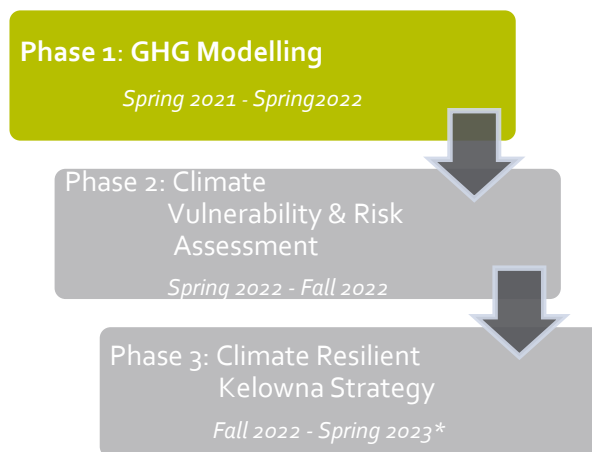 Phase 1: GHG Modelling
Spring 2021 - Spring2022
Phase 2: Climate
Vulnerability & Risk
Assessment
Spring 2022 - Fall 2022
Phase 3: Climate Resilient
Kelowna Strategy
Fall 2022 - Spring 2023*